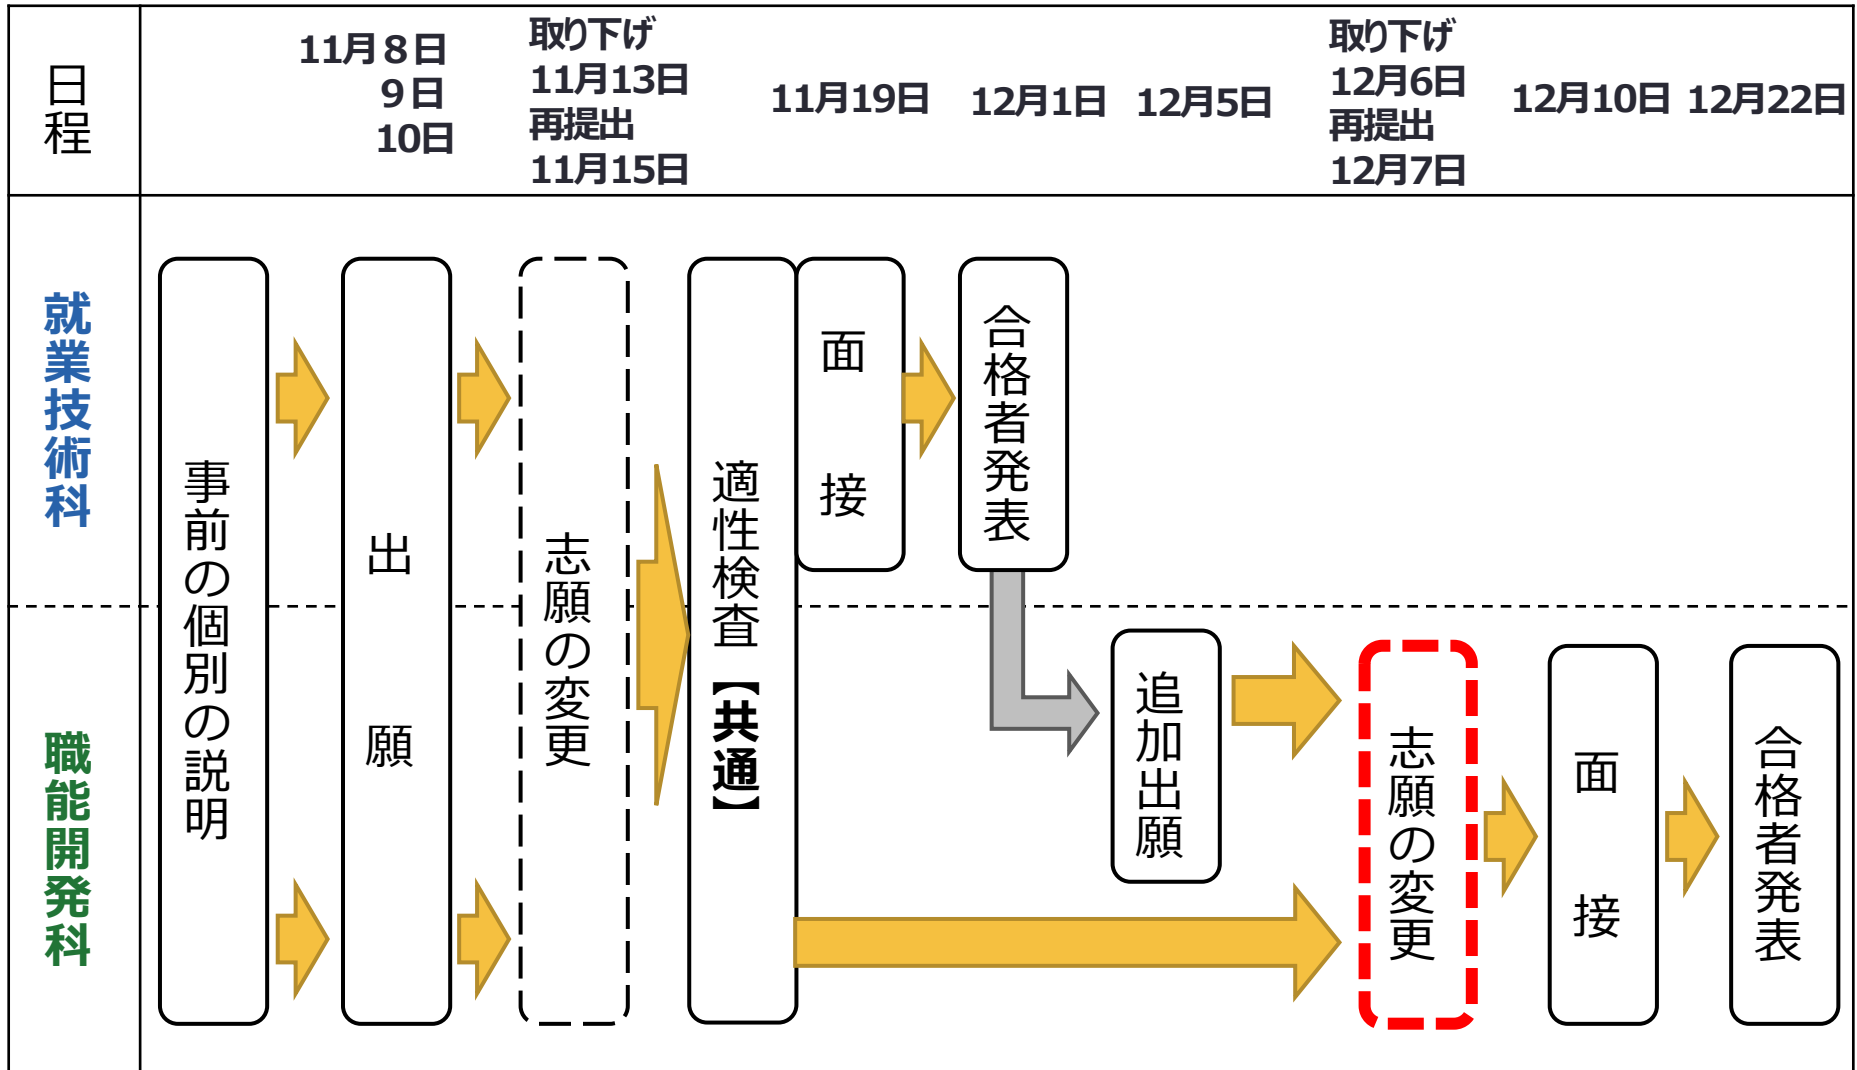 日程
11月８日
９日
10日
取り下げ
11月13日
再提出
11月15日
11月19日
12月1日
12月5日
取り下げ
12月6日
再提出
12月7日
12月10日
12月22日
就業技術科
職能開発科
事前の個別の説明
出願
志願の変更
適性検査【共通】
面接
合格者発表
追加出願
志願の変更
面接
合格者発表